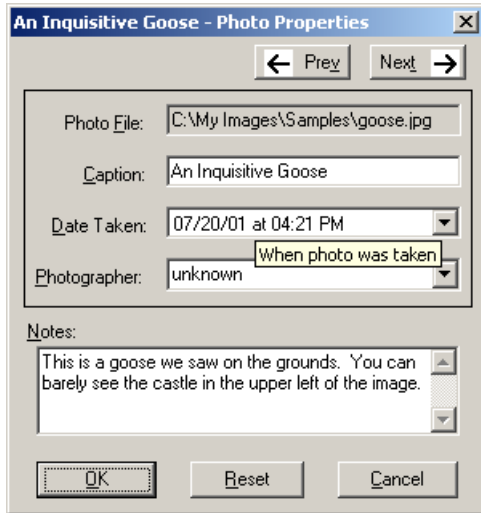 An Inquisitive Goose - Photo Properties
Prev Next
Photo File: C:\My Images\Samples\goose.jpg
Caption: An Inquisitive Goose
Date Taken: 07/20/01 at 04:21 PM
When photo was taken
Photographer: unknown
Notes:
This is a goose we saw on the grounds. You can
barely see the castle in the upper left of the image.
OK Reset Cancel